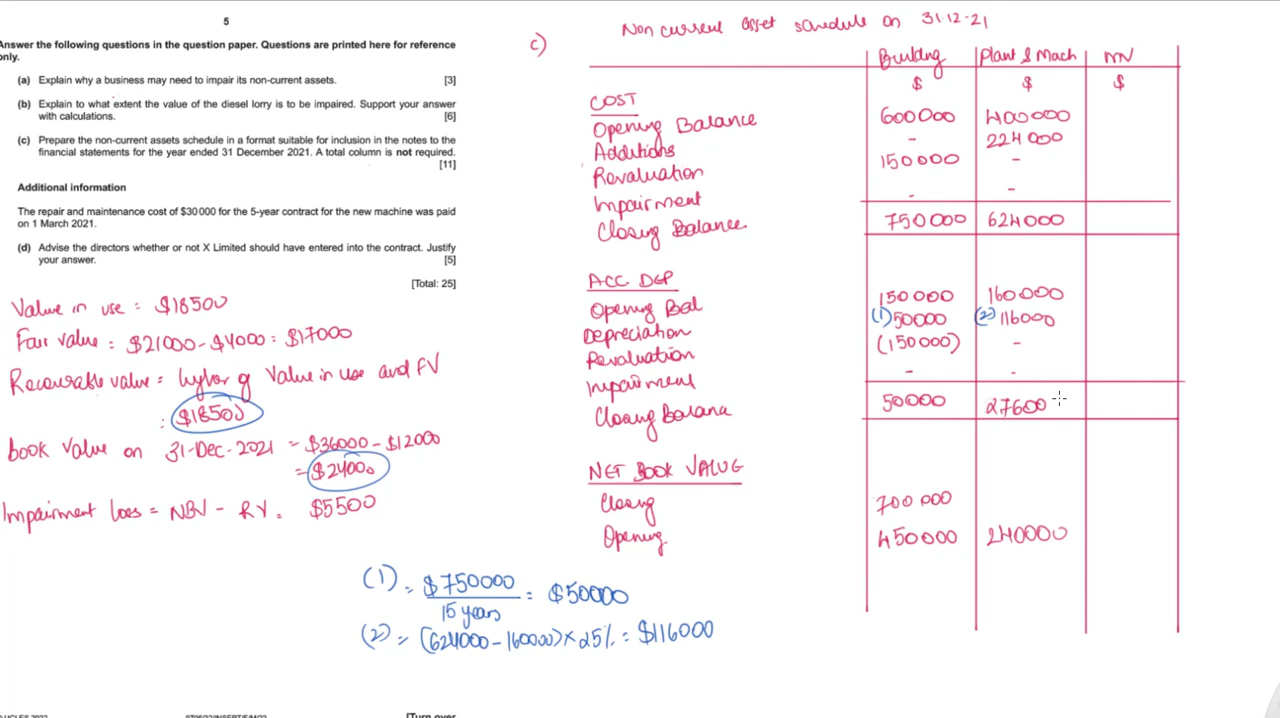 5
Answer the following questions in the question paper. Questions are printed here for reference
only.
(a) Explain why a business may need to impair its non-current assets. [3]
(b) Explain to what extent the value of the diesel lorry is to be impaired. Support your answer
with calculations. [6]
(c) Prepare the non-current assets schedule in a format suitable for inclusion in the notes to the
financial statements for the year ended 31 December 2021. A total column is not required.
[11]
Additional information
The repair and maintenance cost of $30 000 for the 5-year contract for the new machine was paid
on 1 March 2021.
(d) Advise the directors whether or not X Limited should have entered into the contract. Justify
your answer. [5]
[Total: 25]
Value in use = $18500
Fair value = $21000 - $4000 = $17000
Recoverable value = higher of Value in use and FV
: $18500
book Value on 31-Dec-2021 = $36000 - $12000
= $24000
Impairment loss = NBV - RV = $5500
c) Non current asset schedule on 31.12.21
Building Plant & Mach MV
$ $ $
COST
Opening Balance 600000 400000
Additions - 224000
Revaluation 150000 -
Impairment - -
Closing Balance 750000 624000
ACC DEP
Opening Bal 150000 160000
Depreciation (1) 50000 (2) 116000
Revaluation (150000) -
Impairment - -
Closing Balance 50000 27600
NET BOOK VALUE
Closing 700000
Opening 450000 240000
(1) = $750000 = $50000
15 years
(2) = (624000 - 160000) × 25% = $116000
[Turn over